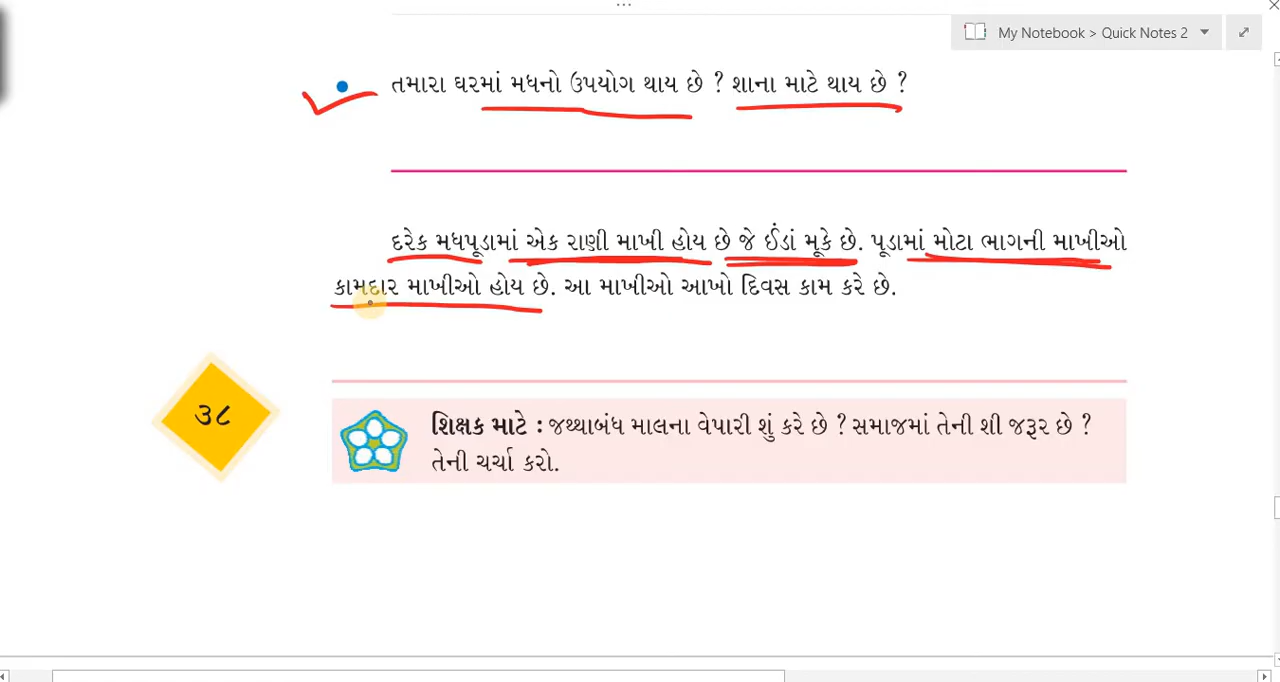 My Notebook > Quick Notes 2
તમારા ઘરમાં મધનો ઉપયોગ થાય છે ? શાના માટે થાય છે ?
દરેક મધપૂડામાં એક રાણી માખી હોય છે જે ઈંડાં મૂકે છે. પૂડામાં મોટા ભાગની માખીઓ
કામદાર માખીઓ હોય છે. આ માખીઓ આખો દિવસ કામ કરે છે.
૩૮
શિક્ષક માટે : જથ્થાબંધ માલના વેપારી શું કરે છે ? સમાજમાં તેની શી જરૂર છે ?
તેની ચર્ચા કરો.